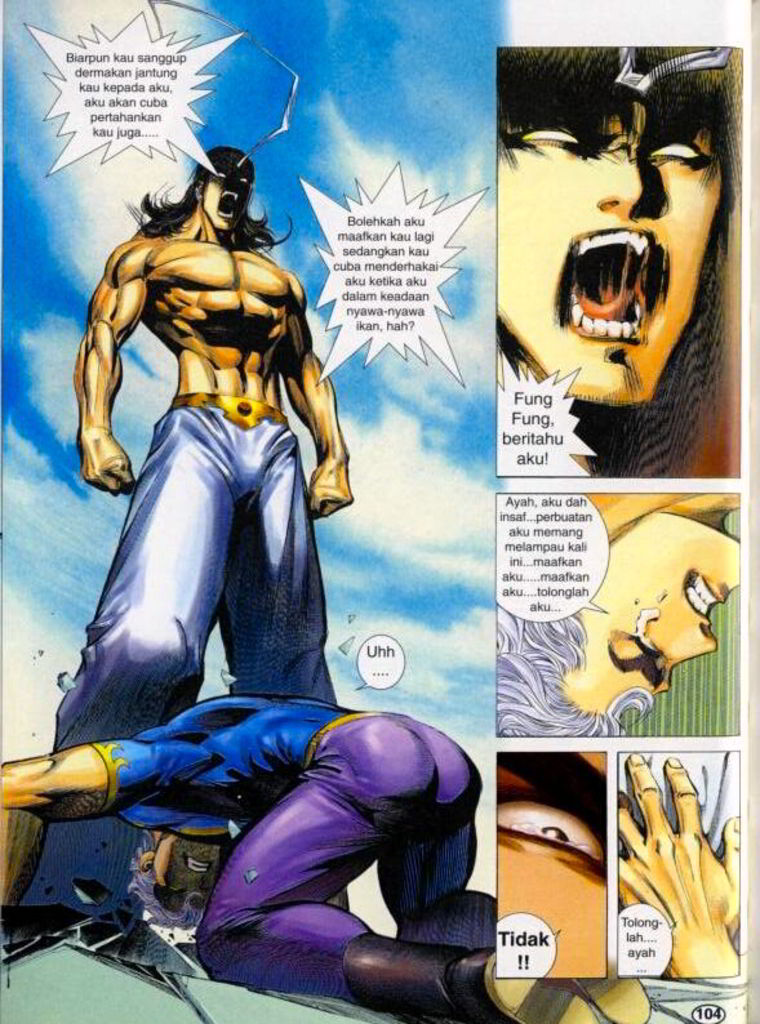 Biarpun kau sanggup
dermakan jantung
kau kepada aku,
aku akan cuba
pertahankan
kau juga.....
Bolehkah aku
maafkan kau lagi
sedangkan kau
cuba menderhakai
aku ketika aku
dalam keadaan
nyawa-nyawa
ikan, hah?
Uhh
....
Fung
Fung,
beritahu
aku!
Ayah, aku dah
insaf...perbuatan
aku memang
melampau kali
ini...maafkan
aku.....maafkan
aku....tolonglah
aku...
Tidak
!!
Tolong-
lah....
ayah
...
104